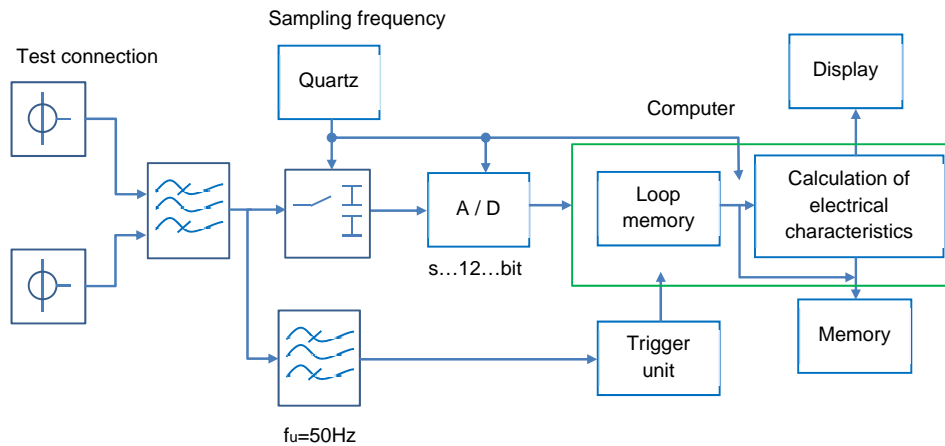 Sampling frequency
Test connection
Quartz
Display
Computer
Loop
memory
Calculation of
electrical
characteristics
A / D
s…12…bit
Trigger
unit
Memory
fu=50Hz